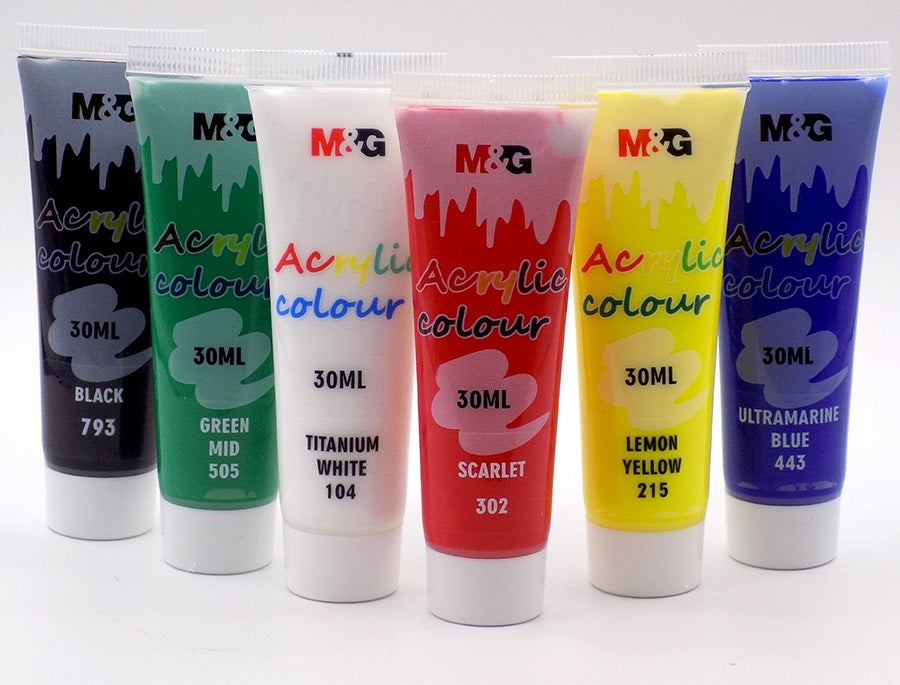 M&G
Acrylic
colour
30ML
BLACK
793
M&G
Acryl
colour
30ML
GREEN
MID
505
M&G
Acrylic
colour
30ML
TITANIUM
WHITE
104
M&G
Acrylic
colour
30ML
SCARLET
302
M&G
Acrylic
colour
30ML
LEMON
YELLOW
215
M&G
Acrylic
colour
30ML
ULTRAMARINE
BLUE
443